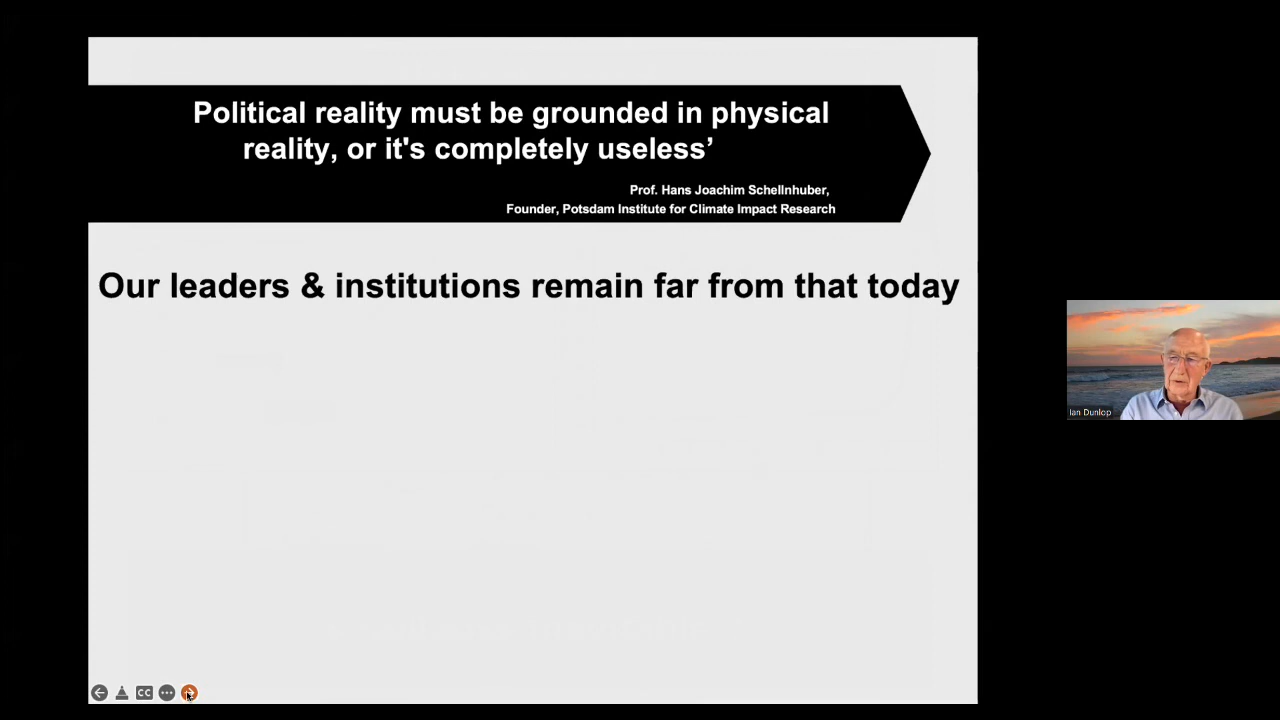 Political reality must be grounded in physical
reality, or it's completely useless’
Prof. Hans Joachim Schellnhuber,
Founder, Potsdam Institute for Climate Impact Research
Our leaders & institutions remain far from that today
Ian Dunlop
CC